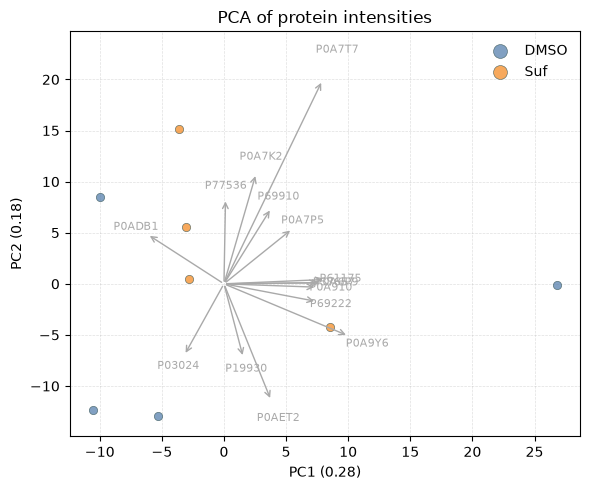 PCA of protein intensities
P0A7T7
DMSO
Suf
20
15
P0A7K2
10
P77536
P69910
P0ADB1
P0A7P5
5
PC2 (0.18)
P61175
0
P0A910
P69222
P0A9Y6
−5
P03024
P19930
−10
P0AET2
−10 −5 0 5 10 15 20 25
PC1 (0.28)